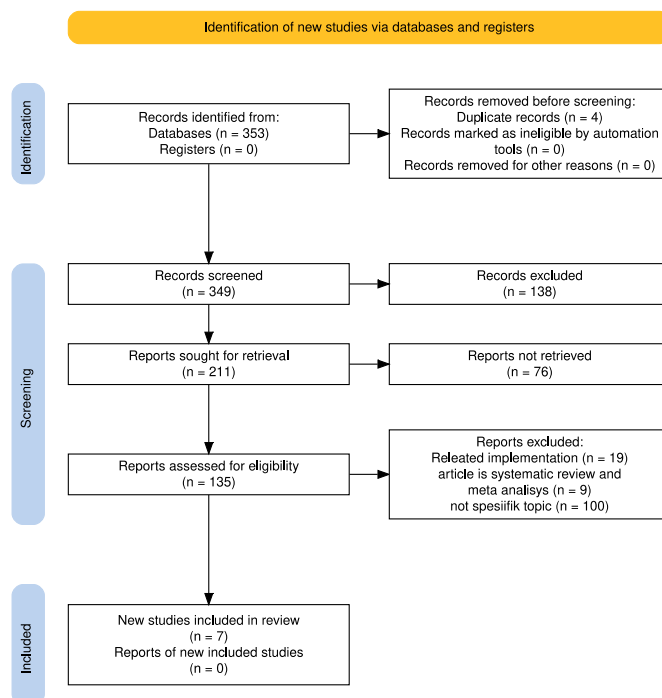 Identification of new studies via databases and registers
Identification
Records identified from:
Databases (n = 353)
Registers (n = 0)
Records removed before screening:
Duplicate records (n = 4)
Records marked as ineligible by automation
tools (n = 0)
Records removed for other reasons (n = 0)
Screening
Records screened
(n = 349)
Records excluded
(n = 138)
Reports sought for retrieval
(n = 211)
Reports not retrieved
(n = 76)
Reports assessed for eligibility
(n = 135)
Reports excluded:
Releated implementation (n = 19)
article is systematic review and
meta analisys (n = 9)
not spesiifik topic (n = 100)
Included
New studies included in review
(n = 7)
Reports of new included studies
(n = 0)